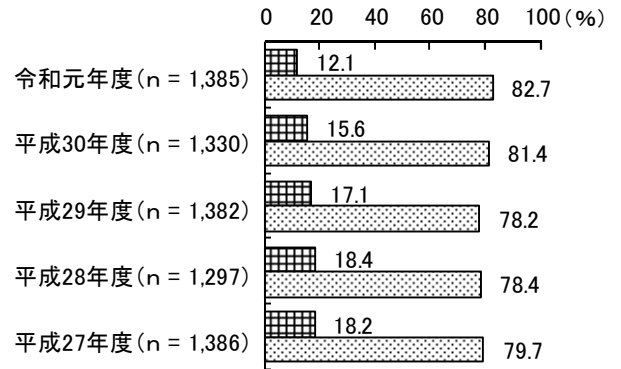 0 20 40 60 80 100(%)
令和元年度(n = 1,385) 12.1 82.7
平成30年度(n = 1,330) 15.6 81.4
平成29年度(n = 1,382) 17.1 78.2
平成28年度(n = 1,297) 18.4 78.4
平成27年度(n = 1,386) 18.2 79.7